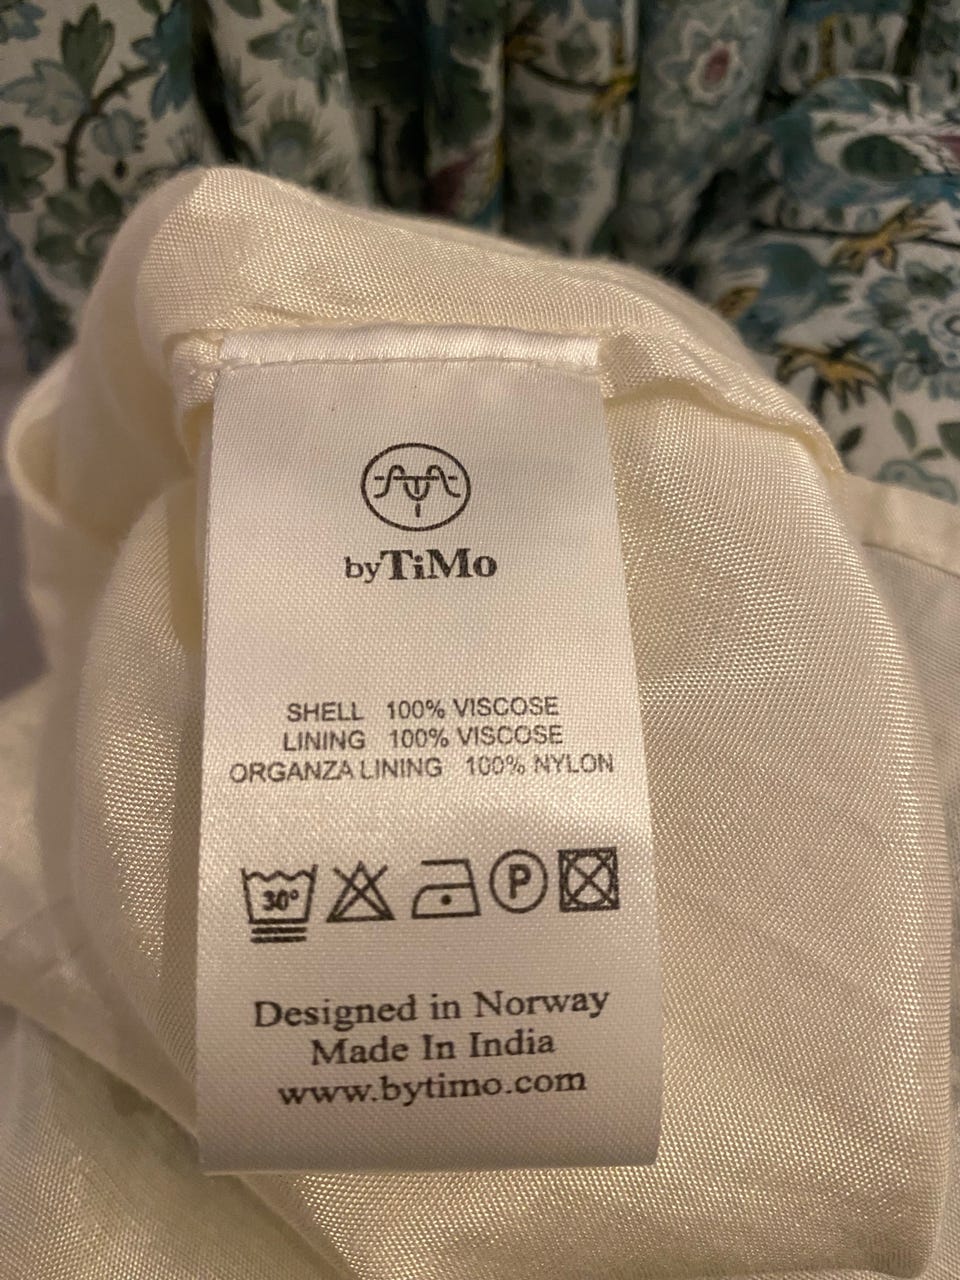 byTiMo
SHELL 100% VISCOSE
LINING 100% VISCOSE
ORGANZA LINING 100% NYLON
30°
P
Designed in Norway
Made In India
www.bytimo.com